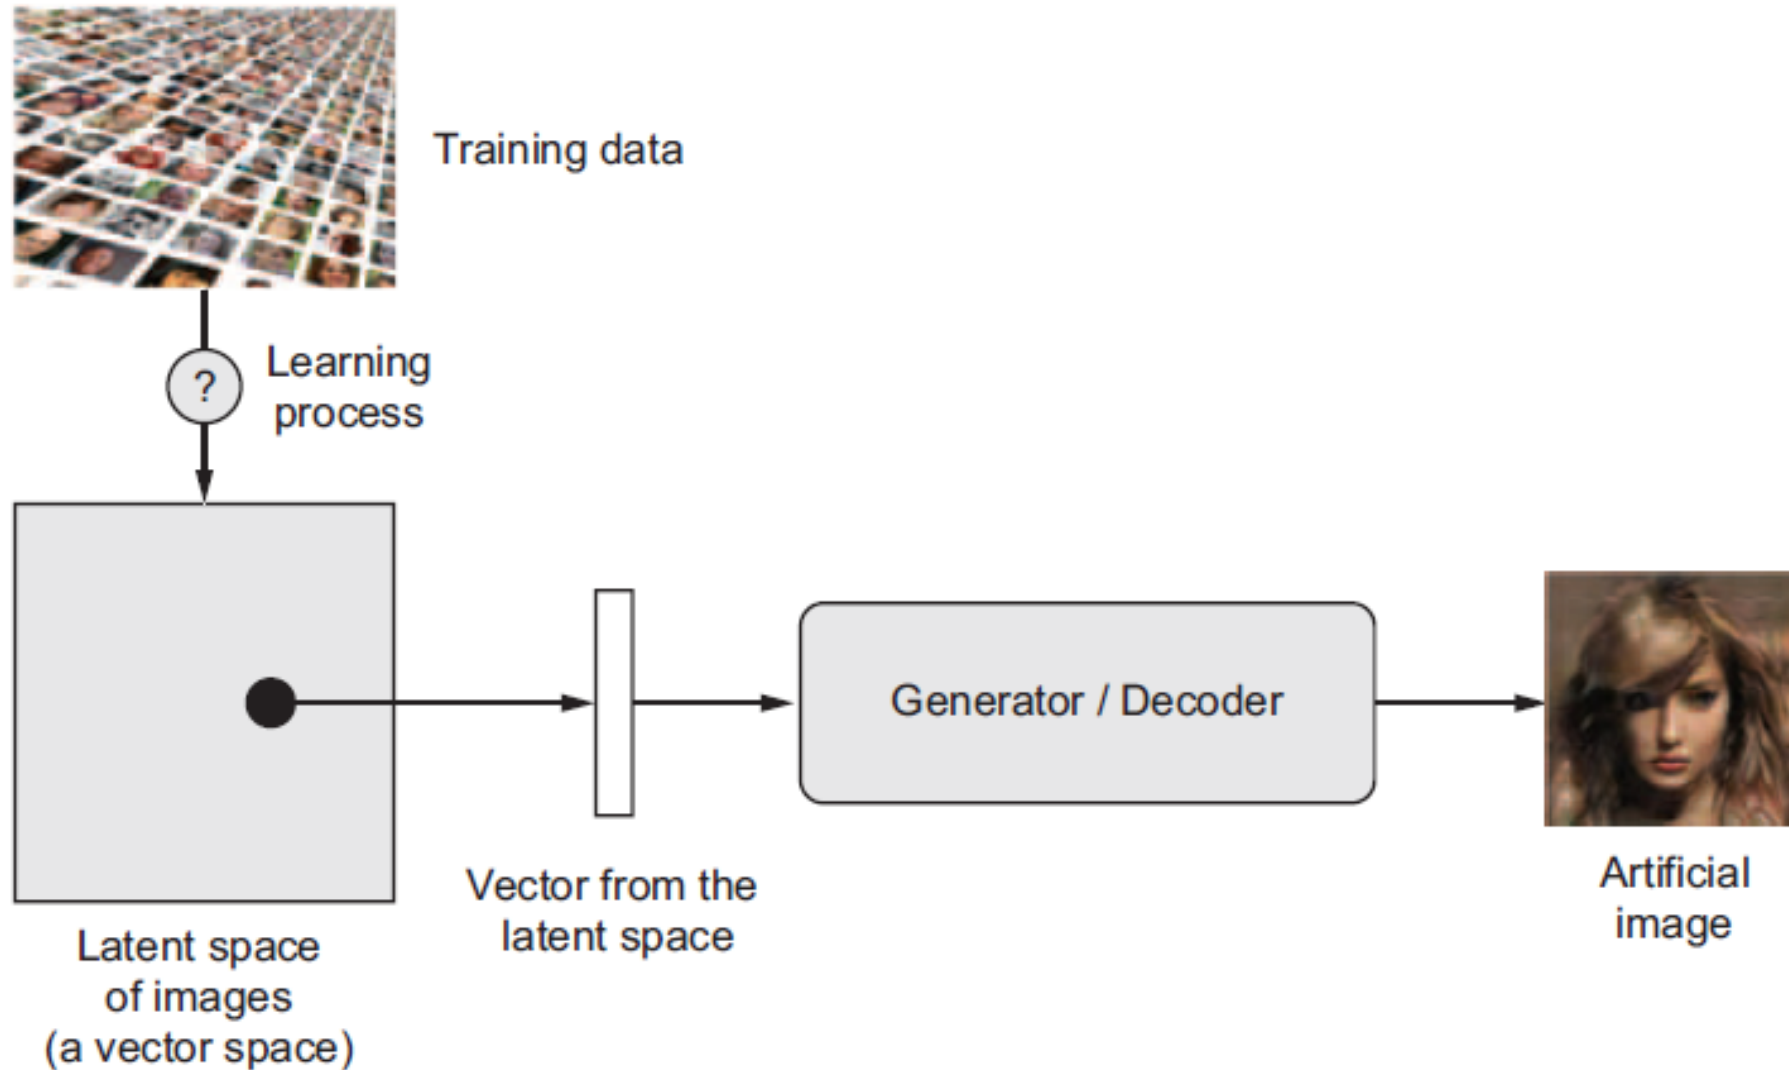 Training data
?
Learning
process
Generator / Decoder
Vector from the
latent space
Artificial
image
Latent space
of images
(a vector space)